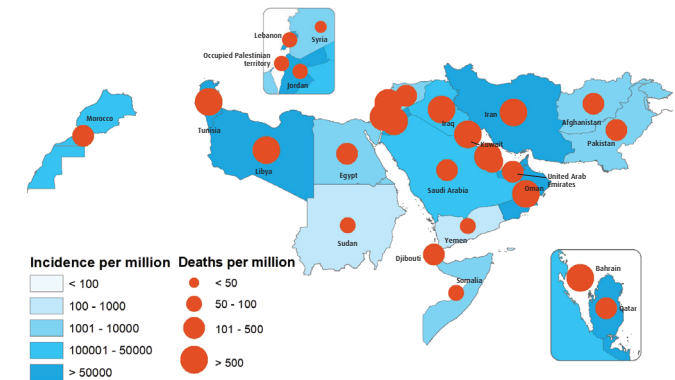 Lebanon
Syria
Occupied Palestinian
territory
Jordan
Morocco
Tunisia
Libya
Egypt
Iraq
Iran
Kuwait
Afghanistan
Pakistan
Saudi Arabia
United Arab
Emirates
Oman
Sudan
Yemen
Djibouti
Somalia
Bahrain
Qatar
Incidence per million
< 100
100 - 1000
1001 - 10000
100001 - 50000
> 50000
Deaths per million
< 50
50 - 100
101 - 500
> 500